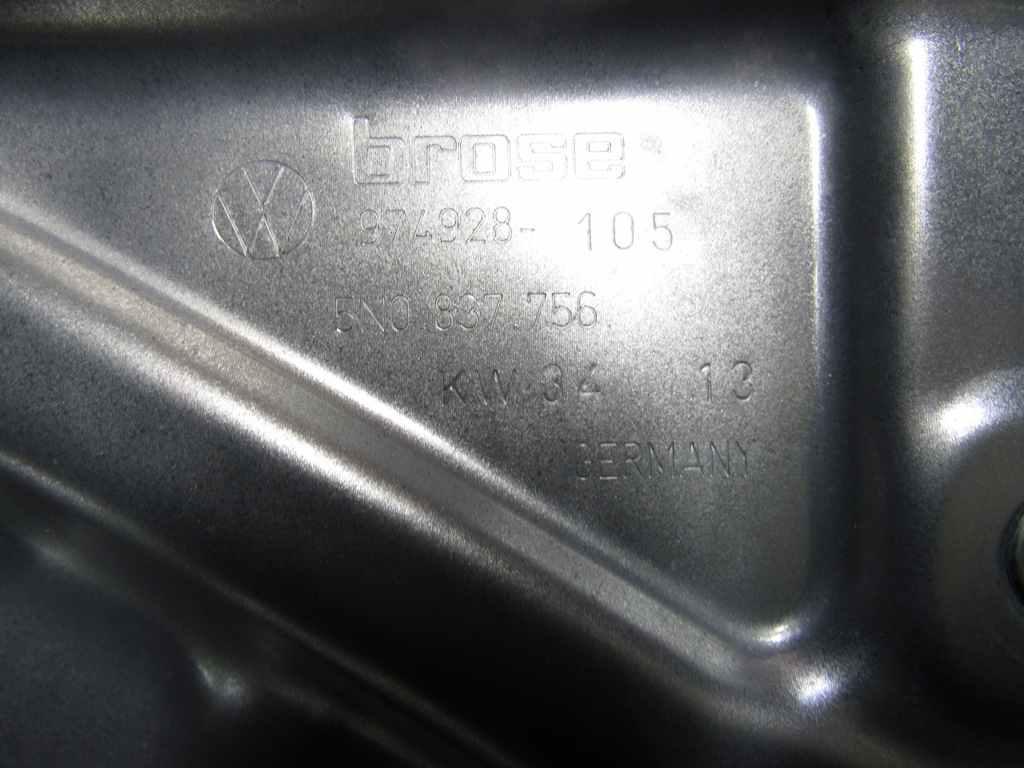 brose
974928- 105
5N0.837.756
KW 34 13
GERMANY